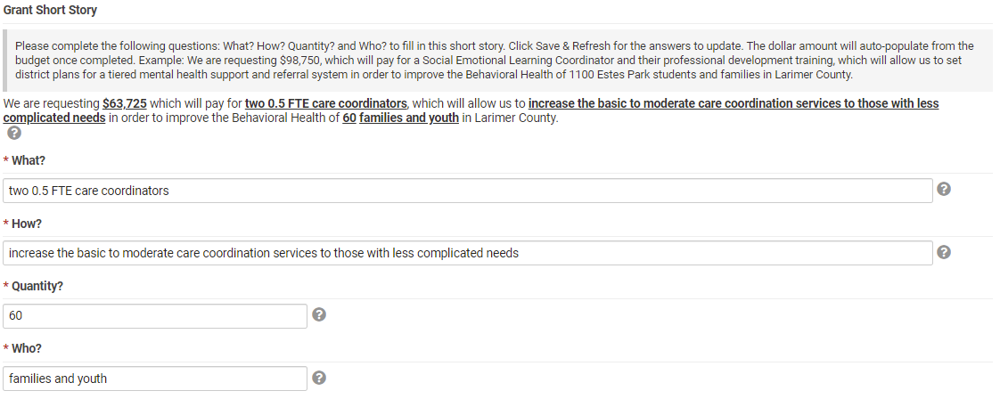 Grant Short Story
Please complete the following questions: What? How? Quantity? and Who? to fill in this short story. Click Save & Refresh for the answers to update. The dollar amount will auto-populate from the
budget once completed. Example: We are requesting $98,750, which will pay for a Social Emotional Learning Coordinator and their professional development training, which will allow us to set
district plans for a tiered mental health support and referral system in order to improve the Behavioral Health of 1100 Estes Park students and families in Larimer County.
We are requesting $63,725 which will pay for two 0.5 FTE care coordinators, which will allow us to increase the basic to moderate care coordination services to those with less
complicated needs in order to improve the Behavioral Health of 60 families and youth in Larimer County.
?
* What?
two 0.5 FTE care coordinators ?
* How?
increase the basic to moderate care coordination services to those with less complicated needs ?
* Quantity?
60 ?
* Who?
families and youth ?